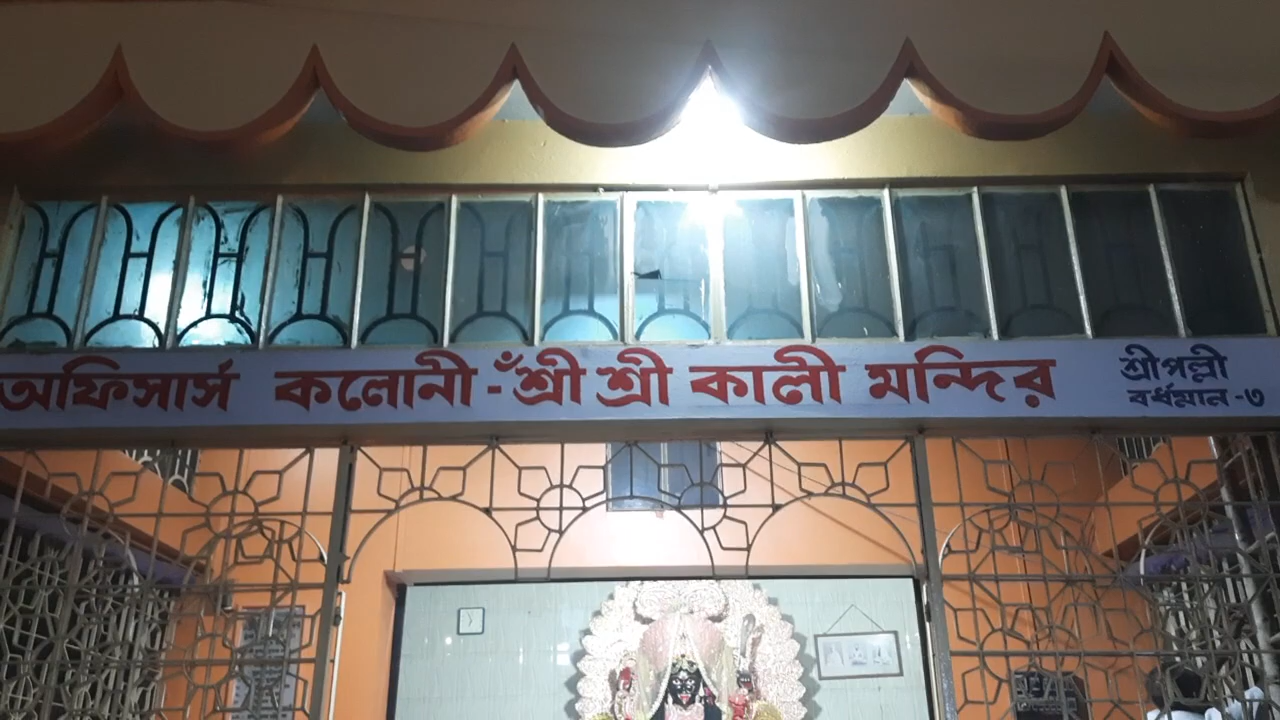 অফিসার্স কলোনী-ঁশ্রী শ্রী কালী মন্দির
শ্রীপল্লী
বর্ধমান-৩